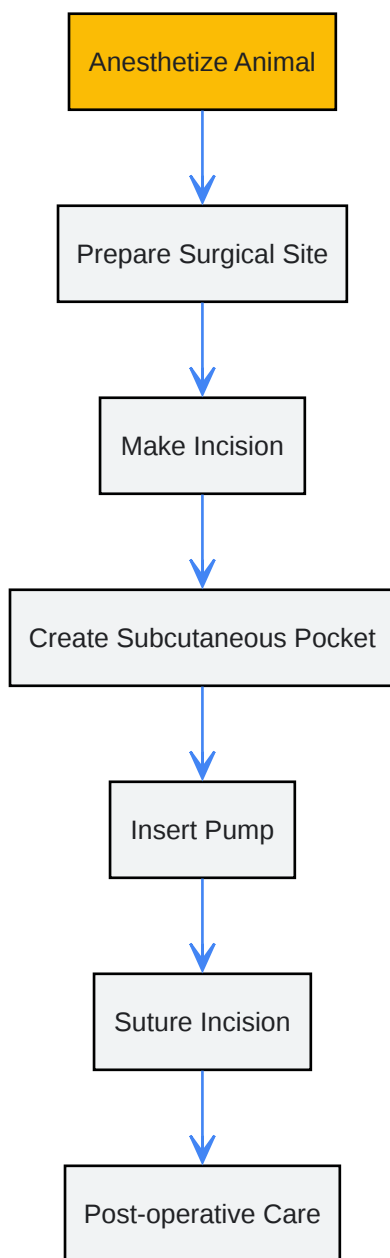 Anesthetize Animal
Prepare Surgical Site
Make Incision
Create Subcutaneous Pocket
Insert Pump
Suture Incision
Post-operative Care